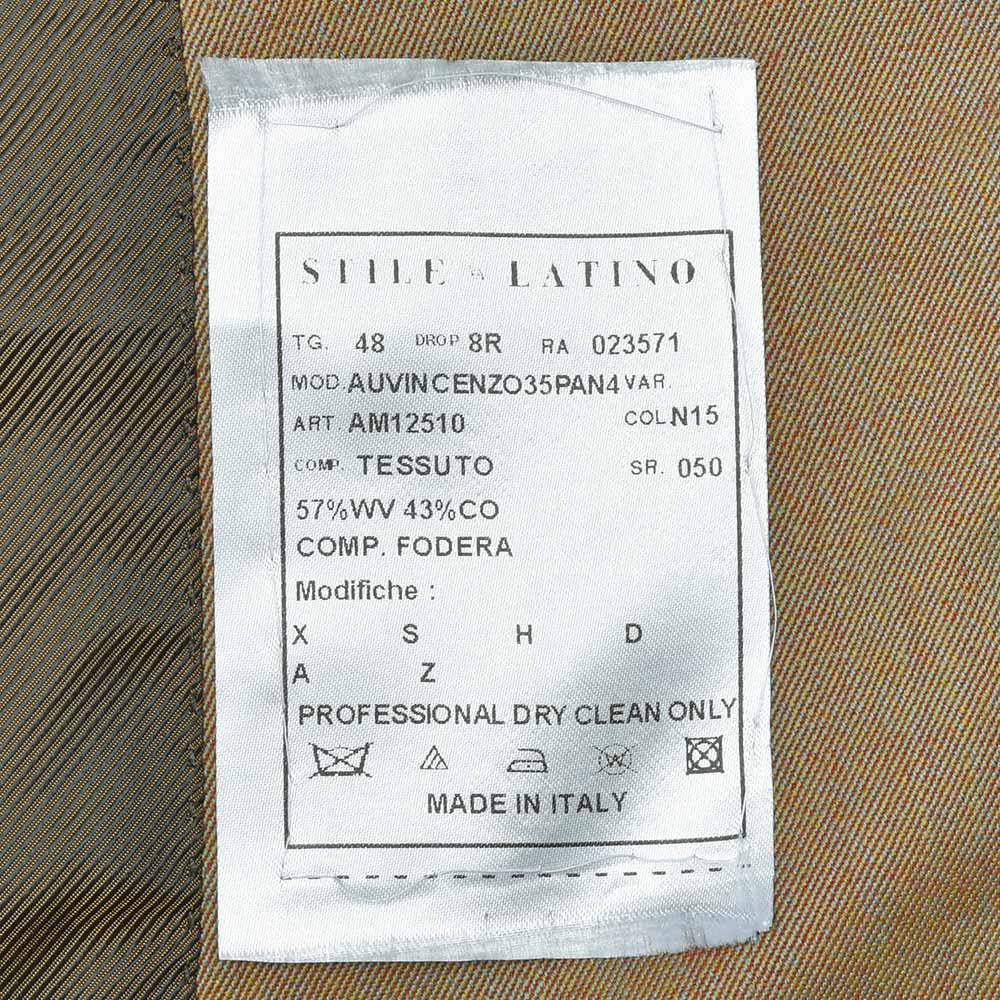 STILE LATINO
TG. 48 DROP 8R RA 023571
MOD. AUVINCENZO35PAN4 VAR.
ART. AM12510 COL. N15
COMP. TESSUTO SR. 050
57%WV 43%CO
COMP. FODERA
Modifiche :
X S H D
A Z
PROFESSIONAL DRY CLEAN ONLY
W
MADE IN ITALY